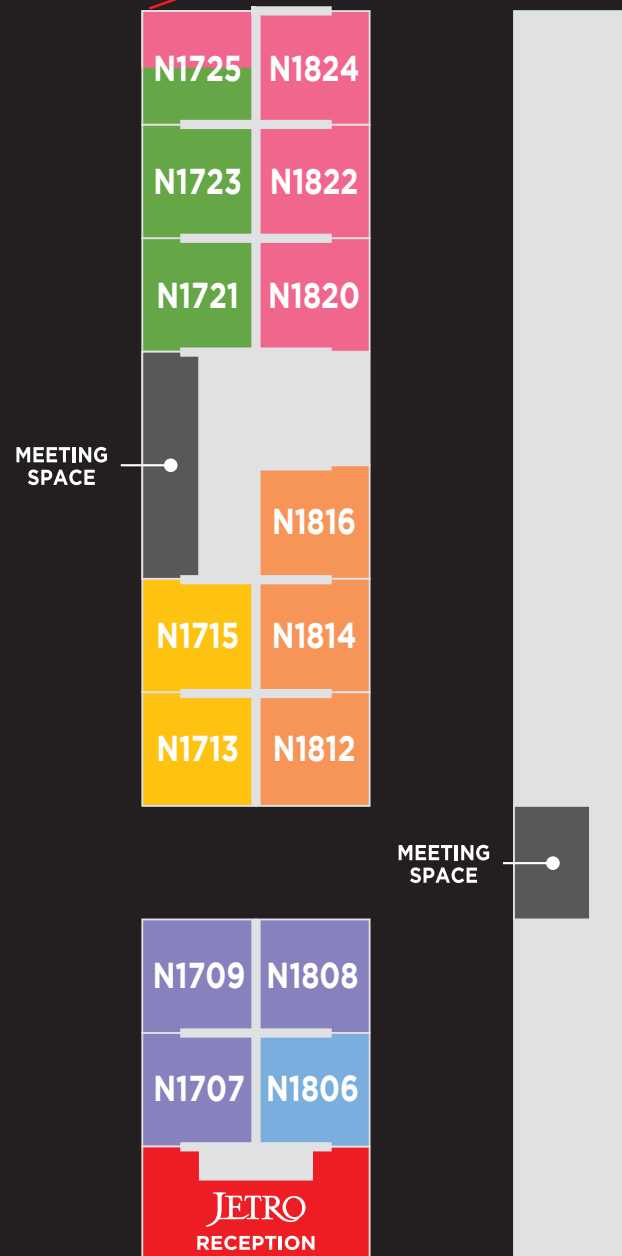 N1725 N1824
N1723 N1822
N1721 N1820
MEETING
SPACE
N1816
N1715 N1814
N1713 N1812
MEETING
SPACE
N1709 N1808
N1707 N1806
JETRO
RECEPTION